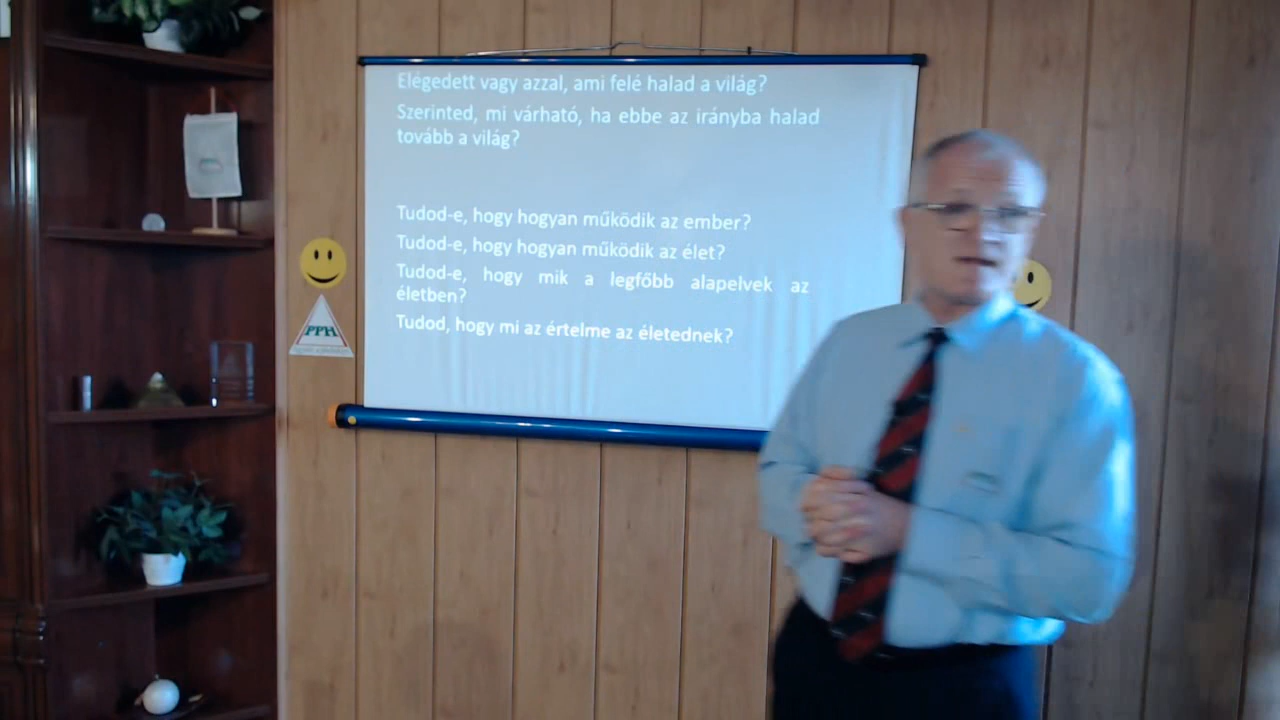 Elégedett vagy azzal, ami felé halad a világ?
Szerinted, mi várható, ha ebbe az irányba halad
tovább a világ?
Tudod-e, hogy hogyan működik az ember?
Tudod-e, hogy hogyan működik az élet?
Tudod-e, hogy mik a legfőbb alapelvek az
életben?
Tudod, hogy mi az értelme az életednek?
PPH